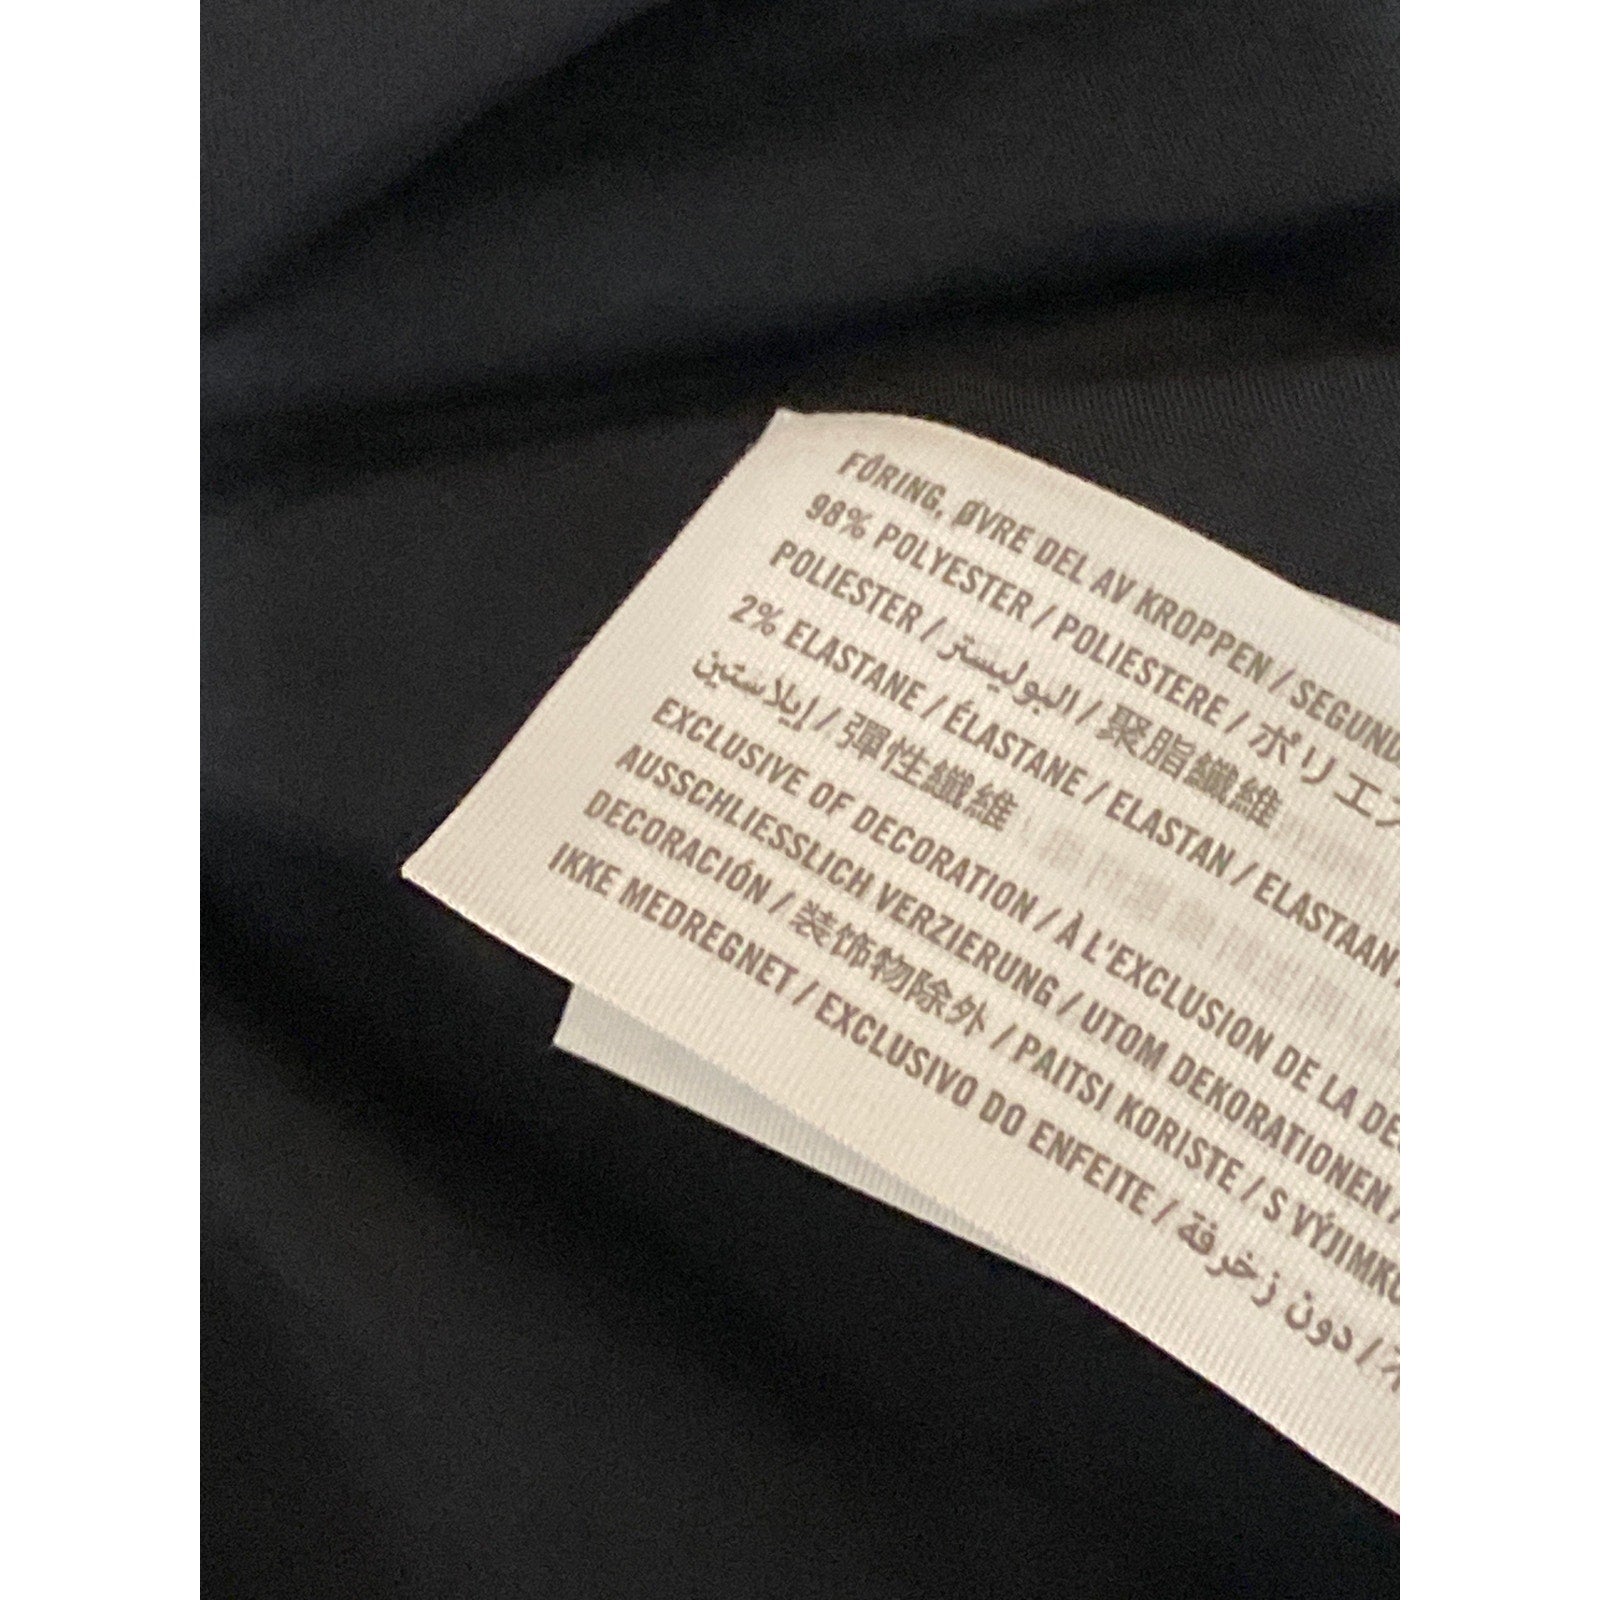 FØRING, ØVRE DEL AV KROPPEN / SEGUND
98% POLYESTER / POLIESTERE / ポリエス
POLIESTER / البوليستر / 聚脂纖維
2% ELASTANE / ÉLASTANE / ELASTAN / ELASTAAN
إيلاستين / 彈性纖維
EXCLUSIVE OF DECORATION / À L'EXCLUSION DE LA DE
AUSSCHLIESSLICH VERZIERUNG / UTOM DEKORATIONEN /
DECORACIÓN / 装饰物除外 / PAITSI KORISTE / S VÝJIMKO
IKKE MEDREGNET / EXCLUSIVO DO ENFEITE / دون زخرفة /